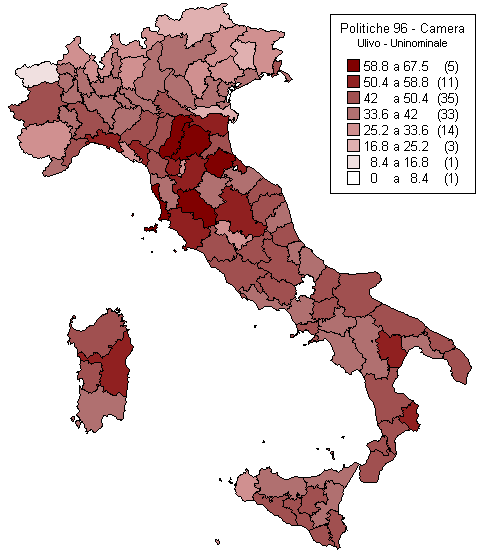 Politiche 96 - Camera
Ulivo - Uninominale
58.8 a 67.5 (5)
50.4 a 58.8 (11)
42 a 50.4 (35)
33.6 a 42 (33)
25.2 a 33.6 (14)
16.8 a 25.2 (3)
8.4 a 16.8 (1)
0 a 8.4 (1)